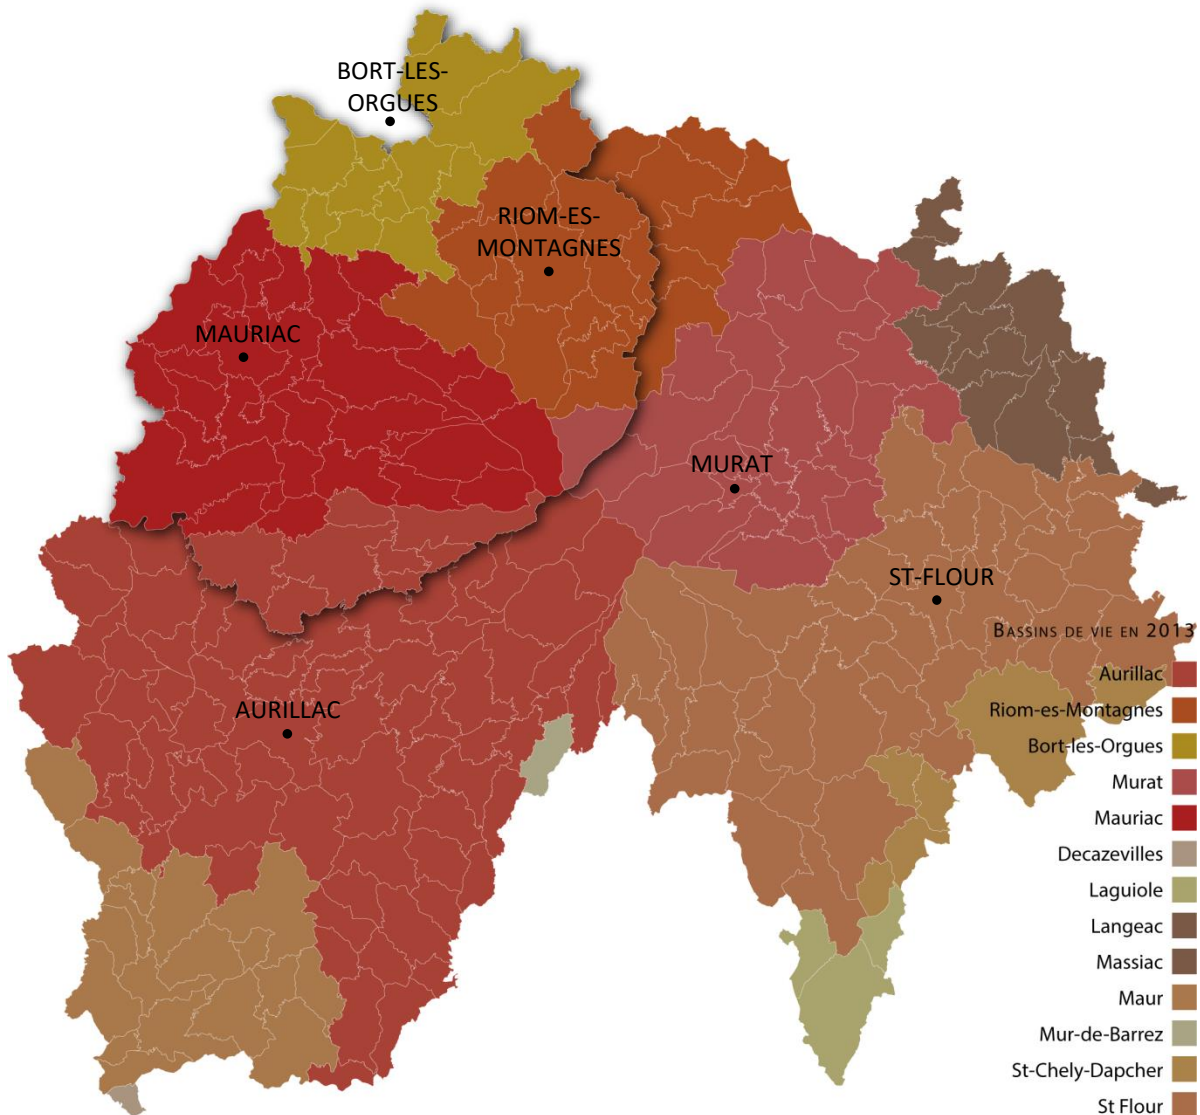 BORT-LES-
ORGUES
RIOM-ES-
MONTAGNES
MAURIAC
MURAT
ST-FLOUR
AURILLAC
BASSINS DE VIE EN 2013
Aurillac
Riom-es-Montagnes
Bort-les-Orgues
Murat
Mauriac
Decazevilles
Laguiole
Langeac
Massiac
Maur
Mur-de-Barrez
St-Chely-Dapcher
St Flour